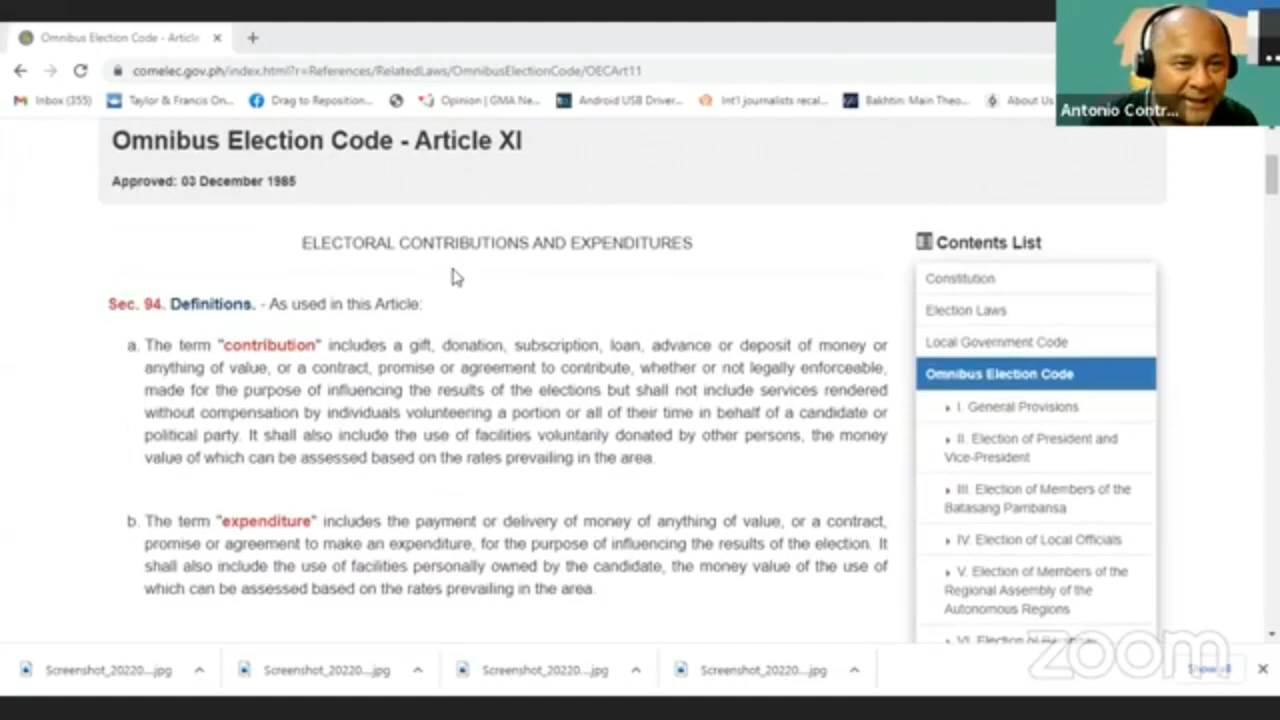 Omnibus Election Code - Article
comelec.gov.ph/index.html?r=References/RelatedLaws/OmnibusElectionCode/OECArt11
Inbox (355) Taylor & Francis On... Drag to Reposition... Opinion | GMA Ne... Android USB Driver... Int'l journalists recal... Bakhtin: Main Theo... About Us
Antonio Contr...
Omnibus Election Code - Article XI
Approved: 03 December 1985
ELECTORAL CONTRIBUTIONS AND EXPENDITURES
Sec. 94. Definitions. - As used in this Article:
a. The term "contribution" includes a gift, donation, subscription, loan, advance or deposit of money or
anything of value, or a contract, promise or agreement to contribute, whether or not legally enforceable,
made for the purpose of influencing the results of the elections but shall not include services rendered
without compensation by individuals volunteering a portion or all of their time in behalf of a candidate or
political party. It shall also include the use of facilities voluntarily donated by other persons, the money
value of which can be assessed based on the rates prevailing in the area.
b. The term "expenditure" includes the payment or delivery of money of anything of value, or a contract,
promise or agreement to make an expenditure, for the purpose of influencing the results of the election. It
shall also include the use of facilities personally owned by the candidate, the money value of the use of
which can be assessed based on the rates prevailing in the area.
Contents List
Constitution
Election Laws
Local Government Code
Omnibus Election Code
I. General Provisions
II. Election of President and
Vice-President
III. Election of Members of the
Batasang Pambansa
IV. Election of Local Officials
V. Election of Members of the
Regional Assembly of the
Autonomous Regions
VI. Election of
zoom
Screenshot_20220....jpg Screenshot_20220....jpg Screenshot_20220....jpg Screenshot_20220....jpg Show all